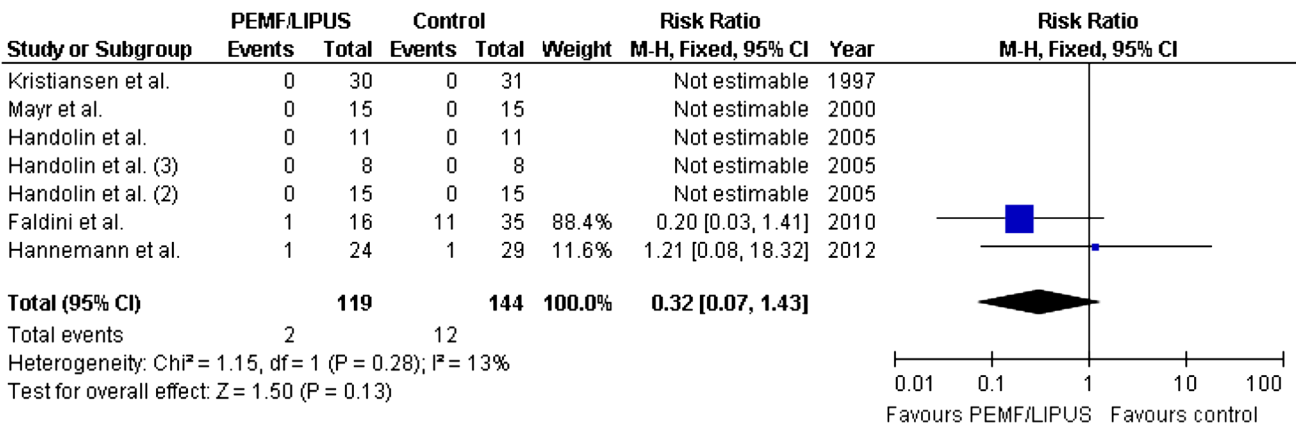 PEMF/LIPUS Control Risk Ratio Risk Ratio
Study or Subgroup Events Total Events Total Weight M-H, Fixed, 95% CI Year M-H, Fixed, 95% CI
Kristiansen et al. 0 30 0 31 Not estimable 1997
Mayr et al. 0 15 0 15 Not estimable 2000
Handolin et al. 0 11 0 11 Not estimable 2005
Handolin et al. (3) 0 8 0 8 Not estimable 2005
Handolin et al. (2) 0 15 0 15 Not estimable 2005
Faldini et al. 1 16 11 35 88.4% 0.20 [0.03, 1.41] 2010
Hannemann et al. 1 24 1 29 11.6% 1.21 [0.08, 18.32] 2012
Total (95% CI) 119 144 100.0% 0.32 [0.07, 1.43]
Total events 2 12
Heterogeneity: Chi² = 1.15, df = 1 (P = 0.28); I² = 13%
Test for overall effect: Z = 1.50 (P = 0.13)
0.01 0.1 1 10 100
Favours PEMF/LIPUS Favours control